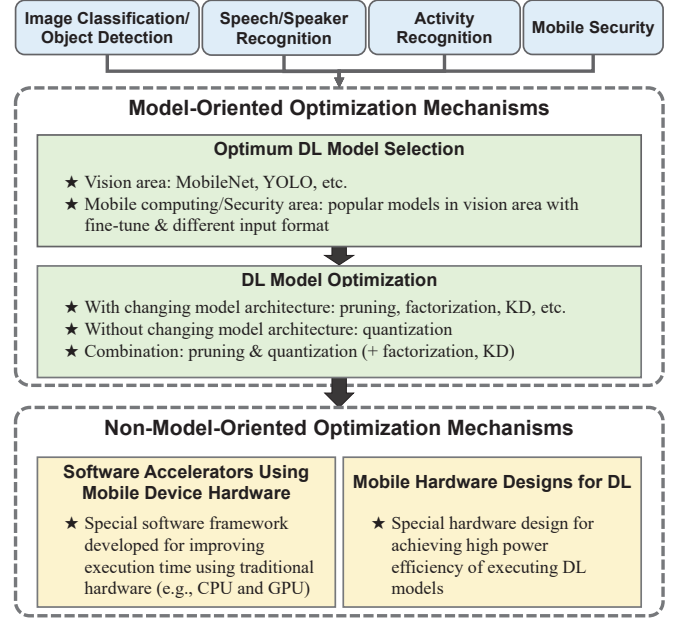 Image Classification/
Object Detection
Speech/Speaker
Recognition
Activity
Recognition
Mobile Security
Model-Oriented Optimization Mechanisms
Optimum DL Model Selection
★ Vision area: MobileNet, YOLO, etc.
★ Mobile computing/Security area: popular models in vision area with
fine-tune & different input format
DL Model Optimization
★ With changing model architecture: pruning, factorization, KD, etc.
★ Without changing model architecture: quantization
★ Combination: pruning & quantization (+ factorization, KD)
Non-Model-Oriented Optimization Mechanisms
Software Accelerators Using
Mobile Device Hardware
★ Special software framework
developed for improving
execution time using traditional
hardware (e.g., CPU and GPU)
Mobile Hardware Designs for DL
★ Special hardware design for
achieving high power
efficiency of executing DL
models